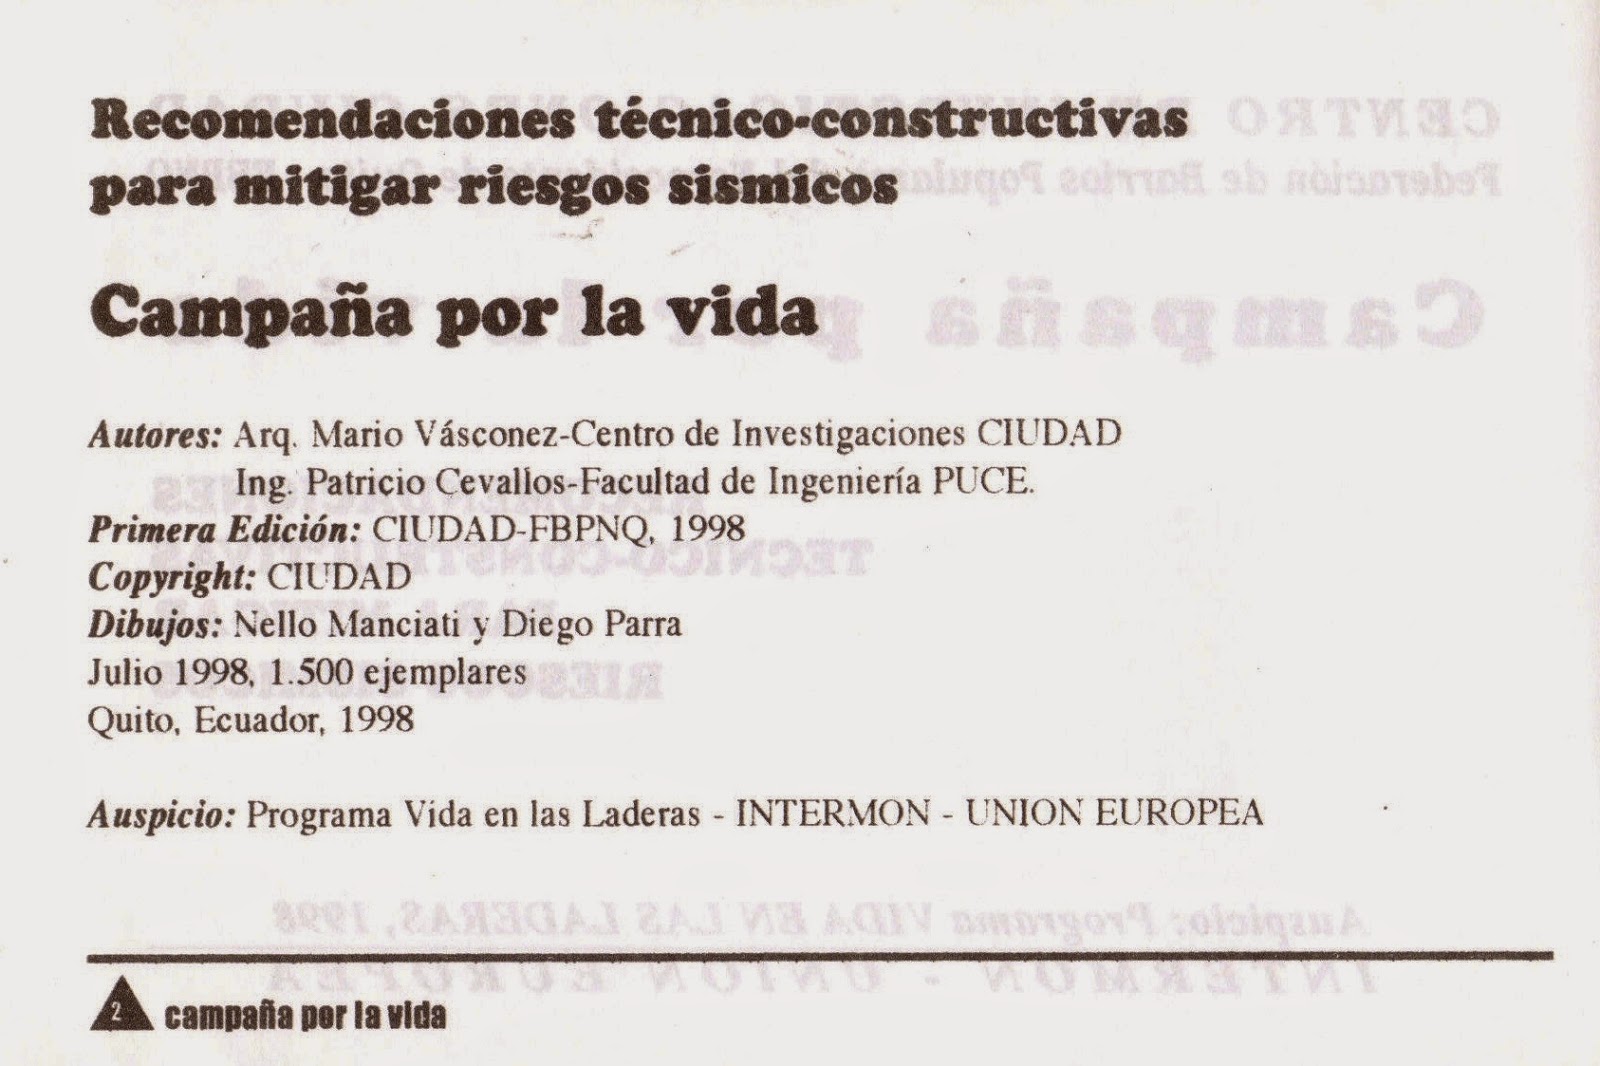 Recomendaciones técnico-constructivas
para mitigar riesgos sismicos
Campaña por la vida
Autores: Arq. Mario Vásconez-Centro de Investigaciones CIUDAD
Ing. Patricio Cevallos-Facultad de Ingeniería PUCE.
Primera Edición: CIUDAD-FBPNQ, 1998
Copyright: CIUDAD
Dibujos: Nello Manciati y Diego Parra
Julio 1998, 1.500 ejemplares
Quito, Ecuador, 1998
Auspicio: Programa Vida en las Laderas - INTERMON - UNION EUROPEA
2 campaña por la vida